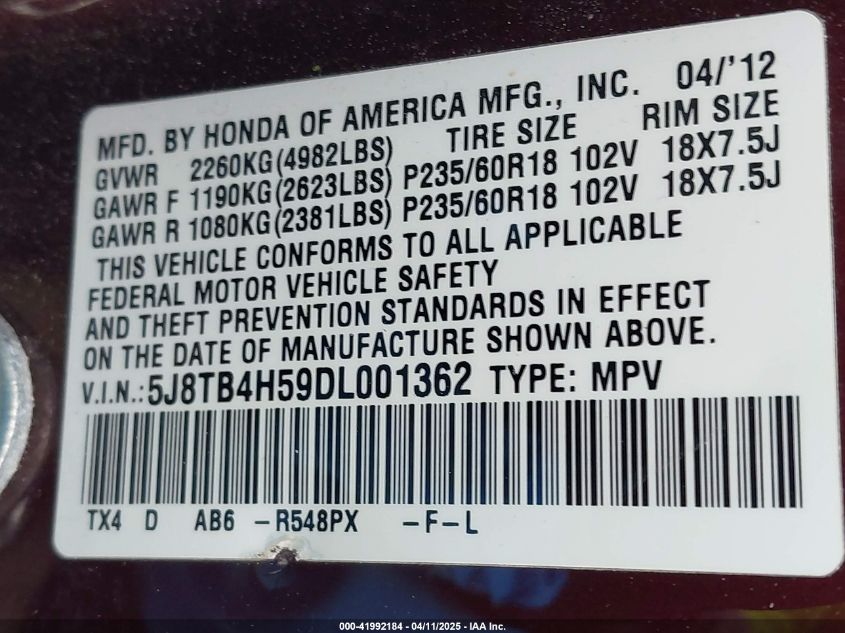 MFD. BY HONDA OF AMERICA MFG., INC. 04/'12
GVWR 2260KG(4982LBS) TIRE SIZE RIM SIZE
GAWR F 1190KG(2623LBS) P235/60R18 102V 18X7.5J
GAWR R 1080KG(2381LBS) P235/60R18 102V 18X7.5J
THIS VEHICLE CONFORMS TO ALL APPLICABLE
FEDERAL MOTOR VEHICLE SAFETY
AND THEFT PREVENTION STANDARDS IN EFFECT
ON THE DATE OF MANUFACTURE SHOWN ABOVE.
V.I.N.:5J8TB4H59DL001362 TYPE: MPV
TX4 D AB6 -R548PX -F-L
000-41992184 - 04/11/2025 - IAA Inc.